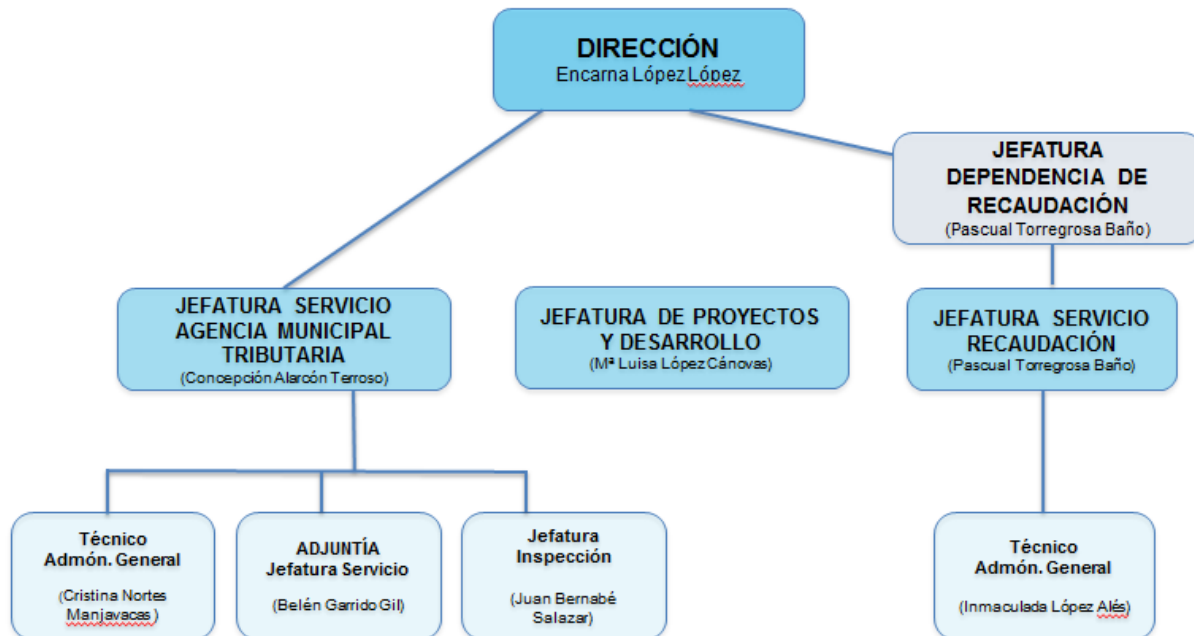 DIRECCIÓN
Encarna López López
JEFATURA
DEPENDENCIA DE
RECAUDACIÓN
(Pascual Torregrosa Baño)
JEFATURA SERVICIO
AGENCIA MUNICIPAL
TRIBUTARIA
(Concepción Alarcón Terroso)
JEFATURA DE PROYECTOS
Y DESARROLLO
(Mª Luisa López Cánovas)
JEFATURA SERVICIO
RECAUDACIÓN
(Pascual Torregrosa Baño)
Técnico
Admón. General
(Cristina Nortes
Manjavacas)
ADJUNTÍA
Jefatura Servicio
(Belén Garrido Gil)
Jefatura
Inspección
(Juan Bernabé
Salazar)
Técnico
Admón. General
(Inmaculada López Alés)